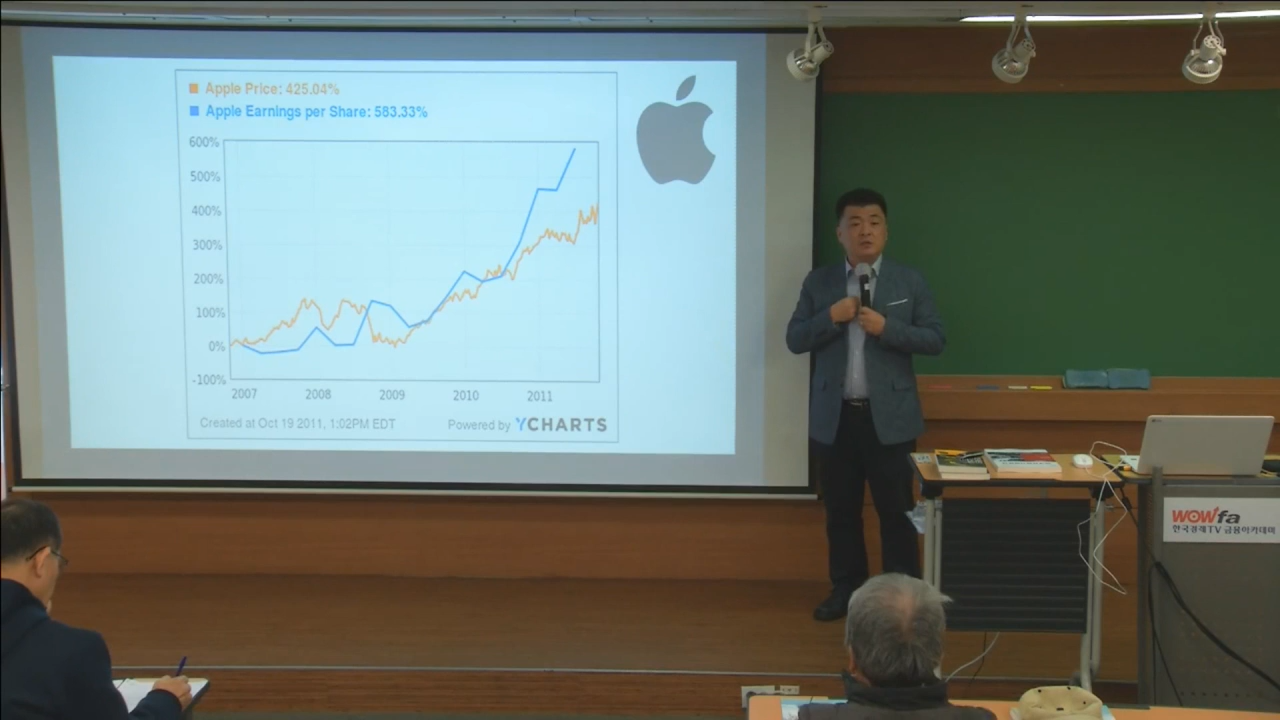 Apple Price: 425.04%
Apple Earnings per Share: 583.33%
600%
500%
400%
300%
200%
100%
0%
-100%
2007 2008 2009 2010 2011
Created at Oct 19 2011, 1:02PM EDT
Powered by YCHARTS
WOWfa
한국경제TV 금융아카데미